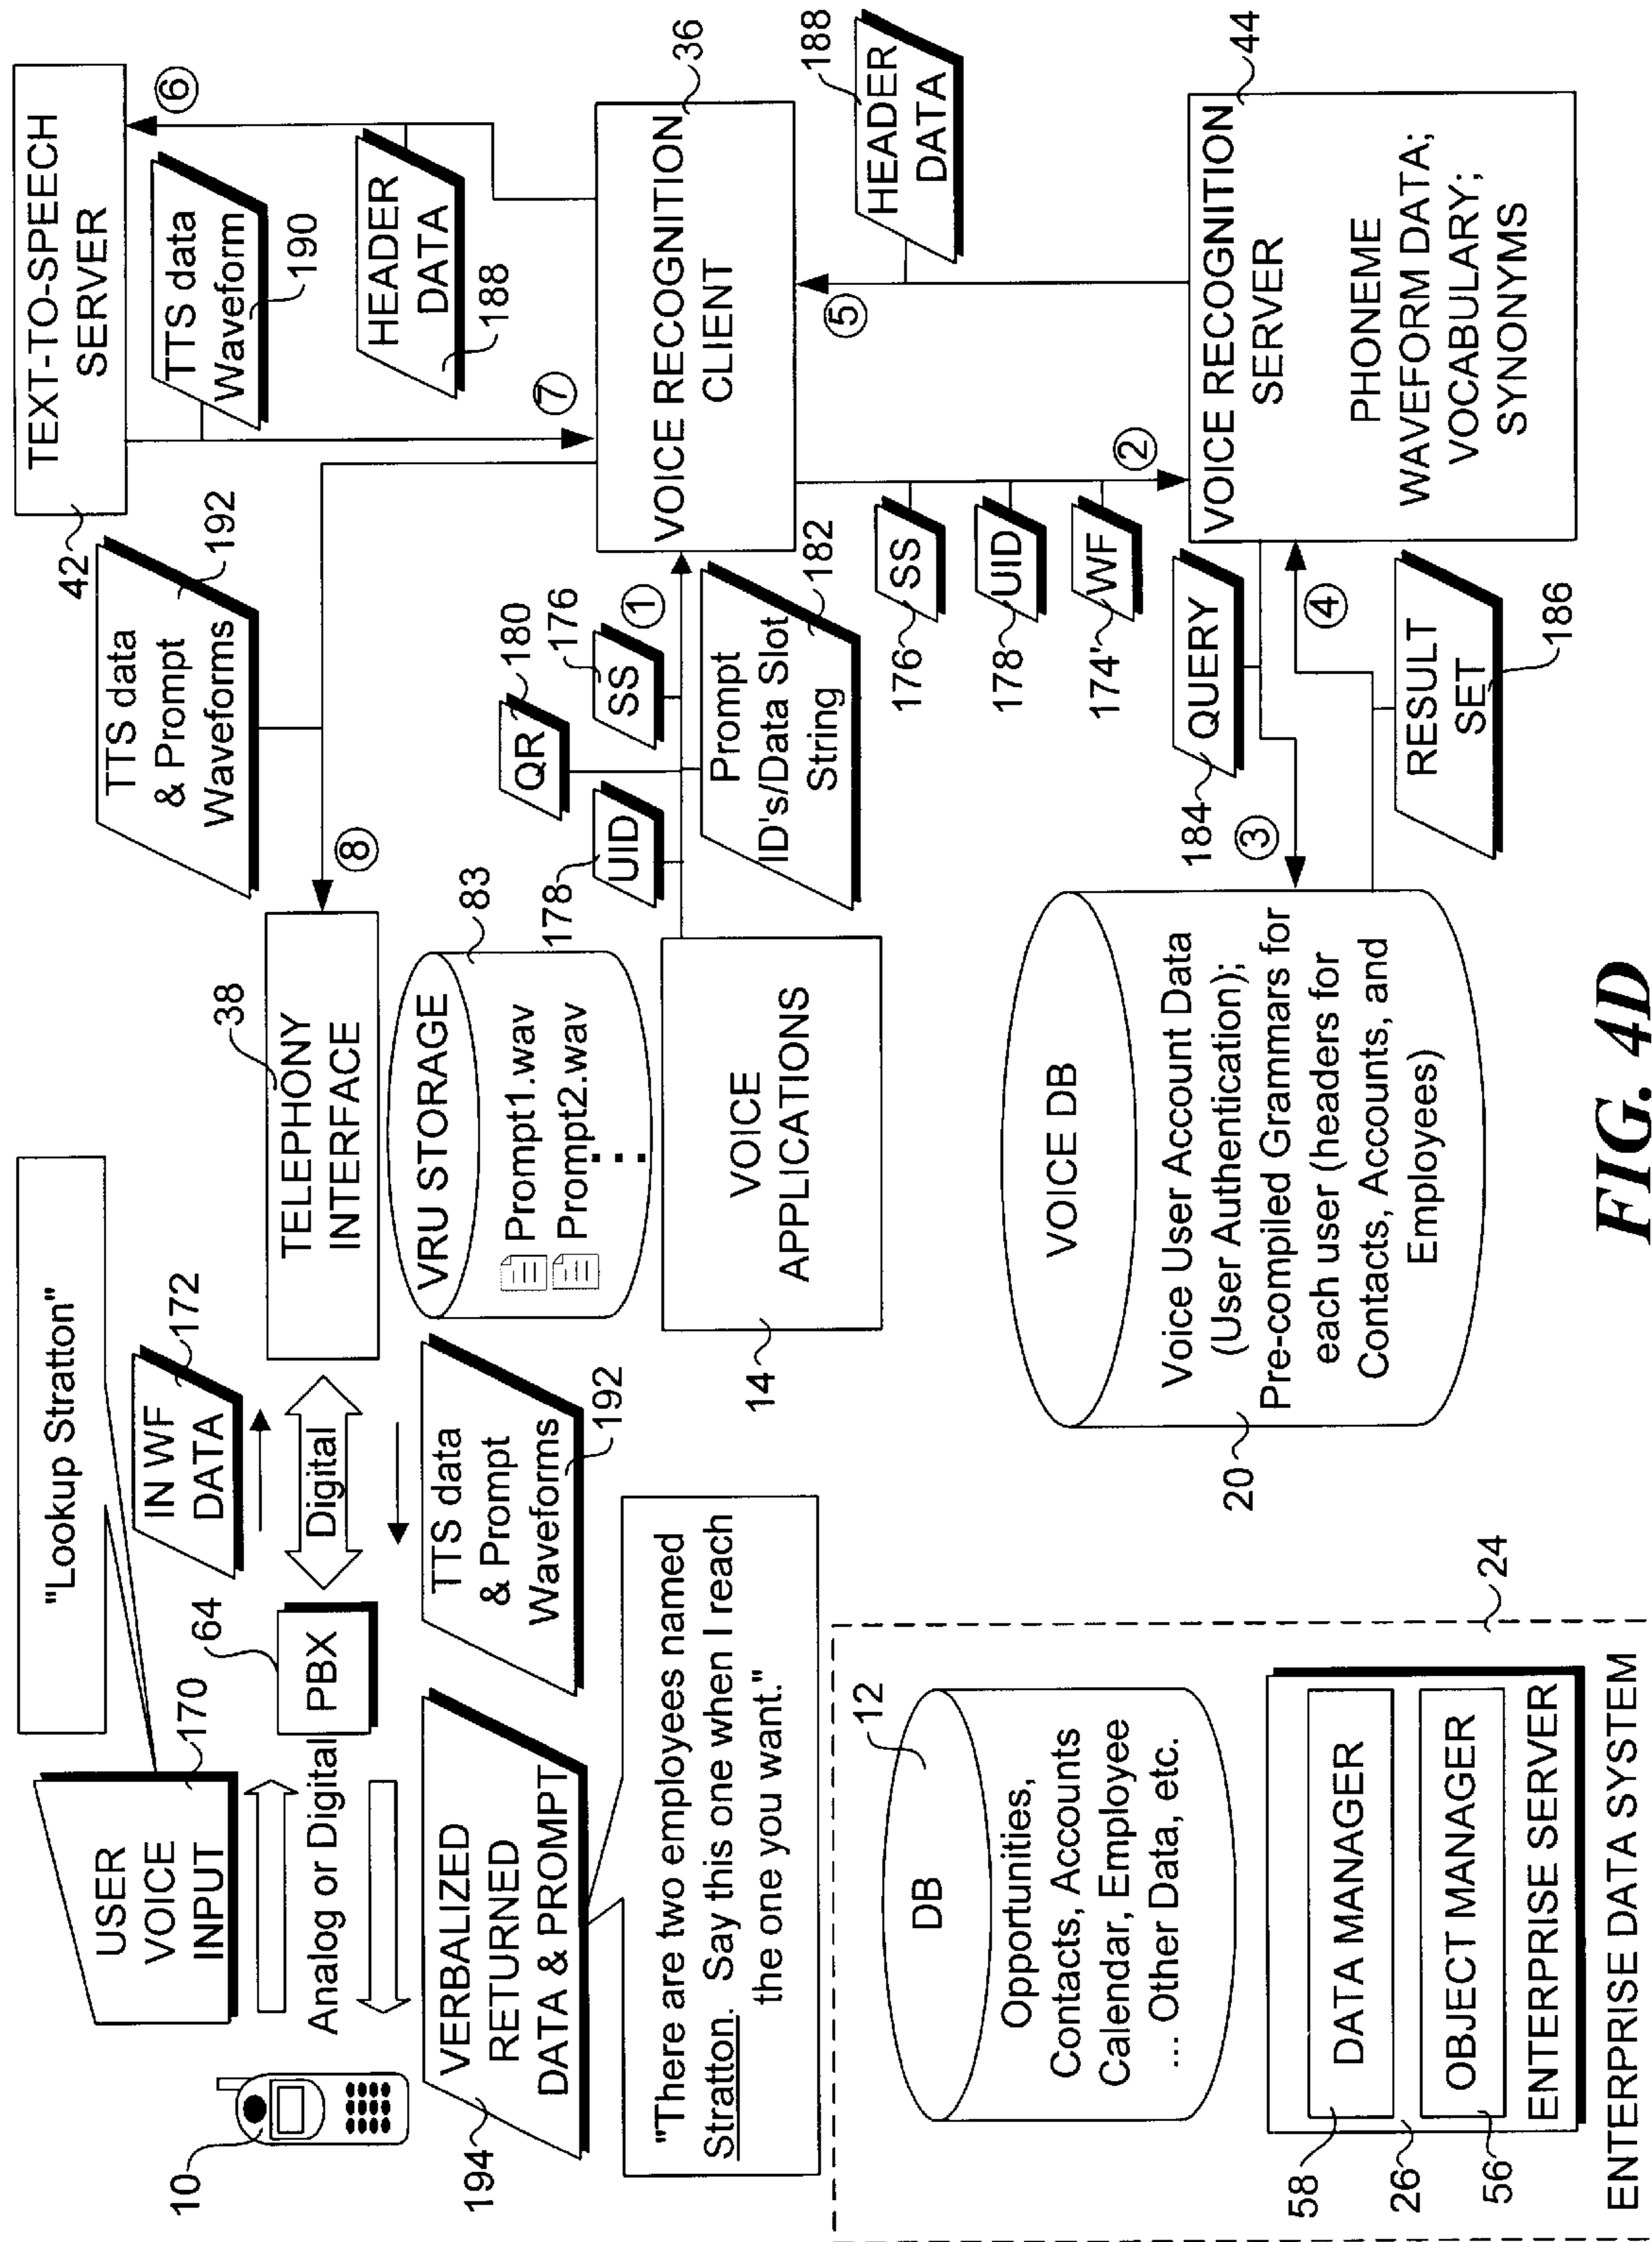 "Lookup Stratton"
USER
VOICE
INPUT
170
64
PBX
IN WF
DATA
172
Digital
Analog or Digital
10
38
TELEPHONY
INTERFACE
TTS data
& Prompt
Waveforms
192
42
TEXT-TO-SPEECH
SERVER
6
TTS data
Waveform
190
HEADER
DATA
188
7
8
VERBALIZED
RETURNED
DATA & PROMPT
194
TTS data
& Prompt
Waveforms
192
"There are two employees named
Stratton. Say this one when I reach
the one you want."
VRU STORAGE
83
Prompt1.wav
Prompt2.wav
VOICE
APPLICATIONS
14
178
UID
QR
180
SS
176
1
Prompt
ID's/Data Slot
String
182
VOICE RECOGNITION
CLIENT
36
SS
176
UID
178
WF
174'
2
5
HEADER
DATA
188
DB
12
Opportunities,
Contacts, Accounts
Calendar, Employee
... Other Data, etc.
DATA MANAGER
58
OBJECT MANAGER
56
26
ENTERPRISE SERVER
ENTERPRISE DATA SYSTEM
24
VOICE DB
Voice User Account Data
(User Authentication);
Pre-compiled Grammars for
each user (headers for
Contacts, Accounts, and
Employees)
20
QUERY
184
3
4
RESULT
SET
186
VOICE RECOGNITION
SERVER
44
PHONEME
WAVEFORM DATA;
VOCABULARY;
SYNONYMS
FIG. 4D